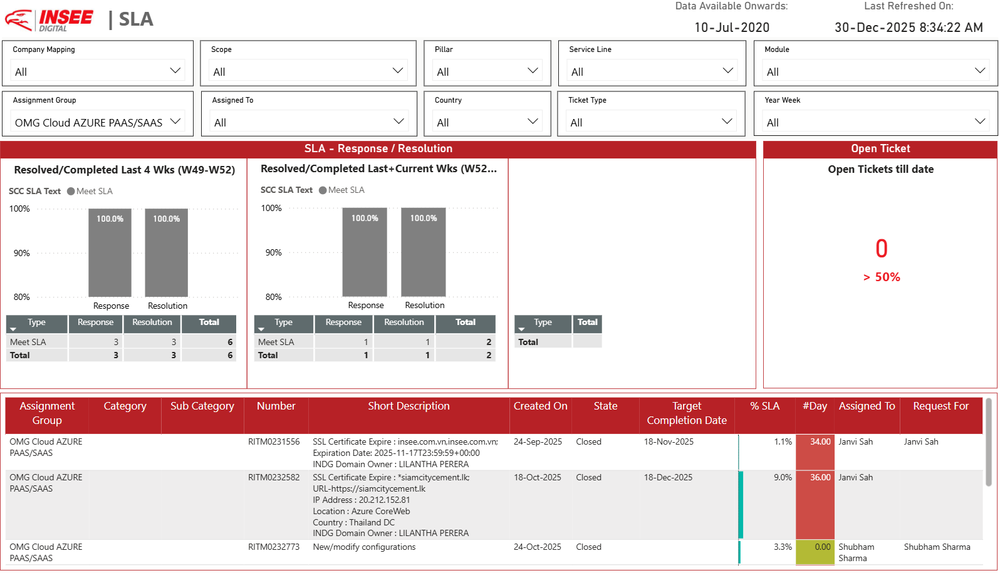 INSEE
DIGITAL
| SLA
Data Available Onwards:
10-Jul-2020
Last Refreshed On:
30-Dec-2025 8:34:22 AM
Company Mapping
All
Scope
All
Pillar
All
Service Line
All
Module
All
Assignment Group
OMG Cloud AZURE PAAS/SAAS
Assigned To
All
Country
All
Ticket Type
All
Year Week
All
SLA - Response / Resolution
Resolved/Completed Last 4 Wks (W49-W52)
SCC SLA Text Meet SLA
100%
90%
80%
100.0% 100.0%
Response Resolution
Type Response Resolution Total
Meet SLA 3 3 6
Total 3 3 6
Resolved/Completed Last+Current Wks (W52...
SCC SLA Text Meet SLA
100%
90%
80%
100.0% 100.0%
Response Resolution
Type Response Resolution Total
Meet SLA 1 1 2
Total 1 1 2
Type Total
Total
Open Ticket
Open Tickets till date
0
> 50%
Assignment Group Category Sub Category Number Short Description Created On State Target Completion Date % SLA #Day Assigned To Request For
OMG Cloud AZURE PAAS/SAAS
RITM0231556
SSL Certificate Expire : insee.com.vn,insee.com.vn;
Expiration Date: 2025-11-17T23:59:59+00:00
INDG Domain Owner : LILANTHA PERERA
24-Sep-2025 Closed 18-Nov-2025 1.1% 34.00 Janvi Sah Janvi Sah
OMG Cloud AZURE PAAS/SAAS
RITM0232582
SSL Certificate Expire : *siamcitycement.lk;
URL-https://siamcitycement.lk
IP Address : 20.212.152.81
Location : Azure CoreWeb
Country : Thailand DC
INDG Domain Owner : LILANTHA PERERA
18-Oct-2025 Closed 18-Dec-2025 9.0% 36.00 Janvi Sah
OMG Cloud AZURE PAAS/SAAS
RITM0232773
New/modify configurations
24-Oct-2025 Closed 3.3% 0.00 Shubham Sharma Shubham Sharma